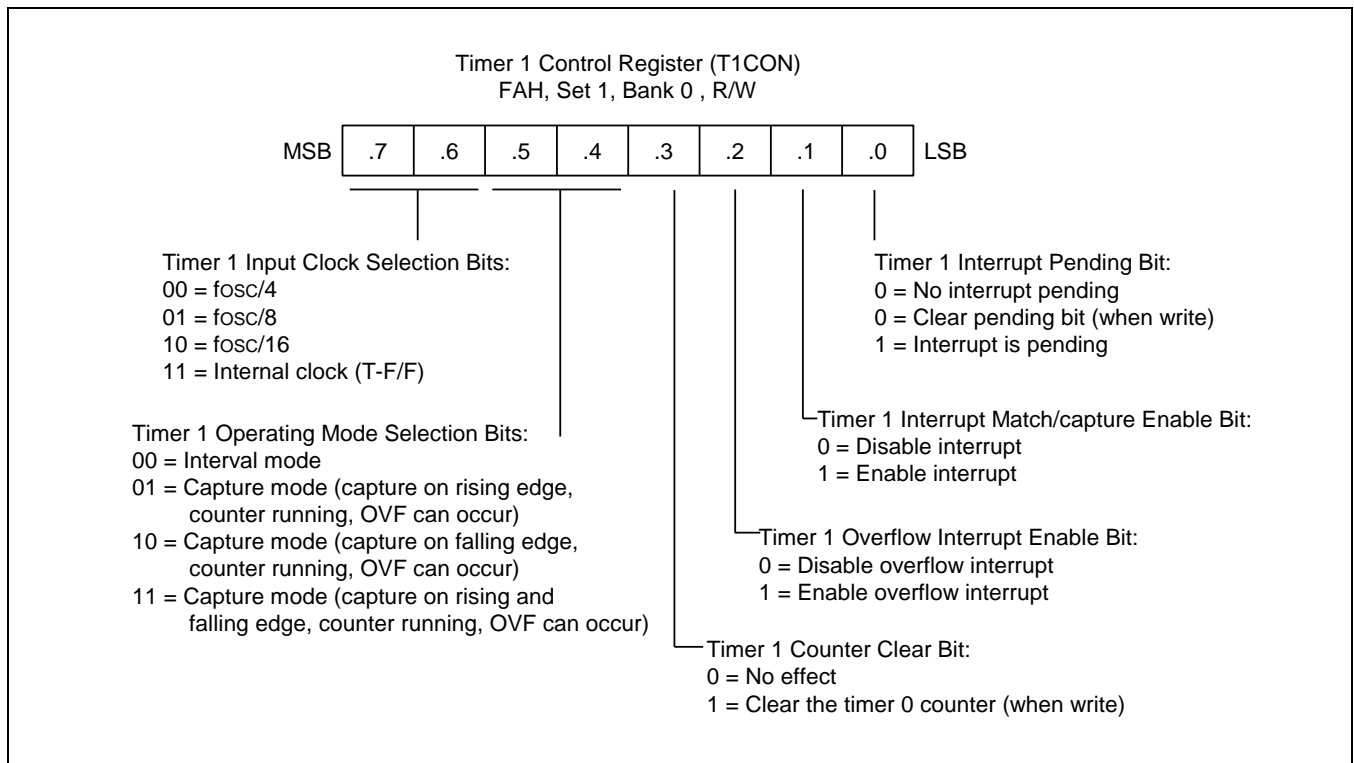 Timer 1 Control Register (T1CON)
FAH, Set 1, Bank 0 , R/W
MSB .7 .6 .5 .4 .3 .2 .1 .0 LSB
Timer 1 Input Clock Selection Bits:
00 = fOSC/4
01 = fOSC/8
10 = fOSC/16
11 = Internal clock (T-F/F)
Timer 1 Operating Mode Selection Bits:
00 = Interval mode
01 = Capture mode (capture on rising edge,
counter running, OVF can occur)
10 = Capture mode (capture on falling edge,
counter running, OVF can occur)
11 = Capture mode (capture on rising and
falling edge, counter running, OVF can occur)
Timer 1 Interrupt Pending Bit:
0 = No interrupt pending
0 = Clear pending bit (when write)
1 = Interrupt is pending
Timer 1 Interrupt Match/capture Enable Bit:
0 = Disable interrupt
1 = Enable interrupt
Timer 1 Overflow Interrupt Enable Bit:
0 = Disable overflow interrupt
1 = Enable overflow interrupt
Timer 1 Counter Clear Bit:
0 = No effect
1 = Clear the timer 0 counter (when write)